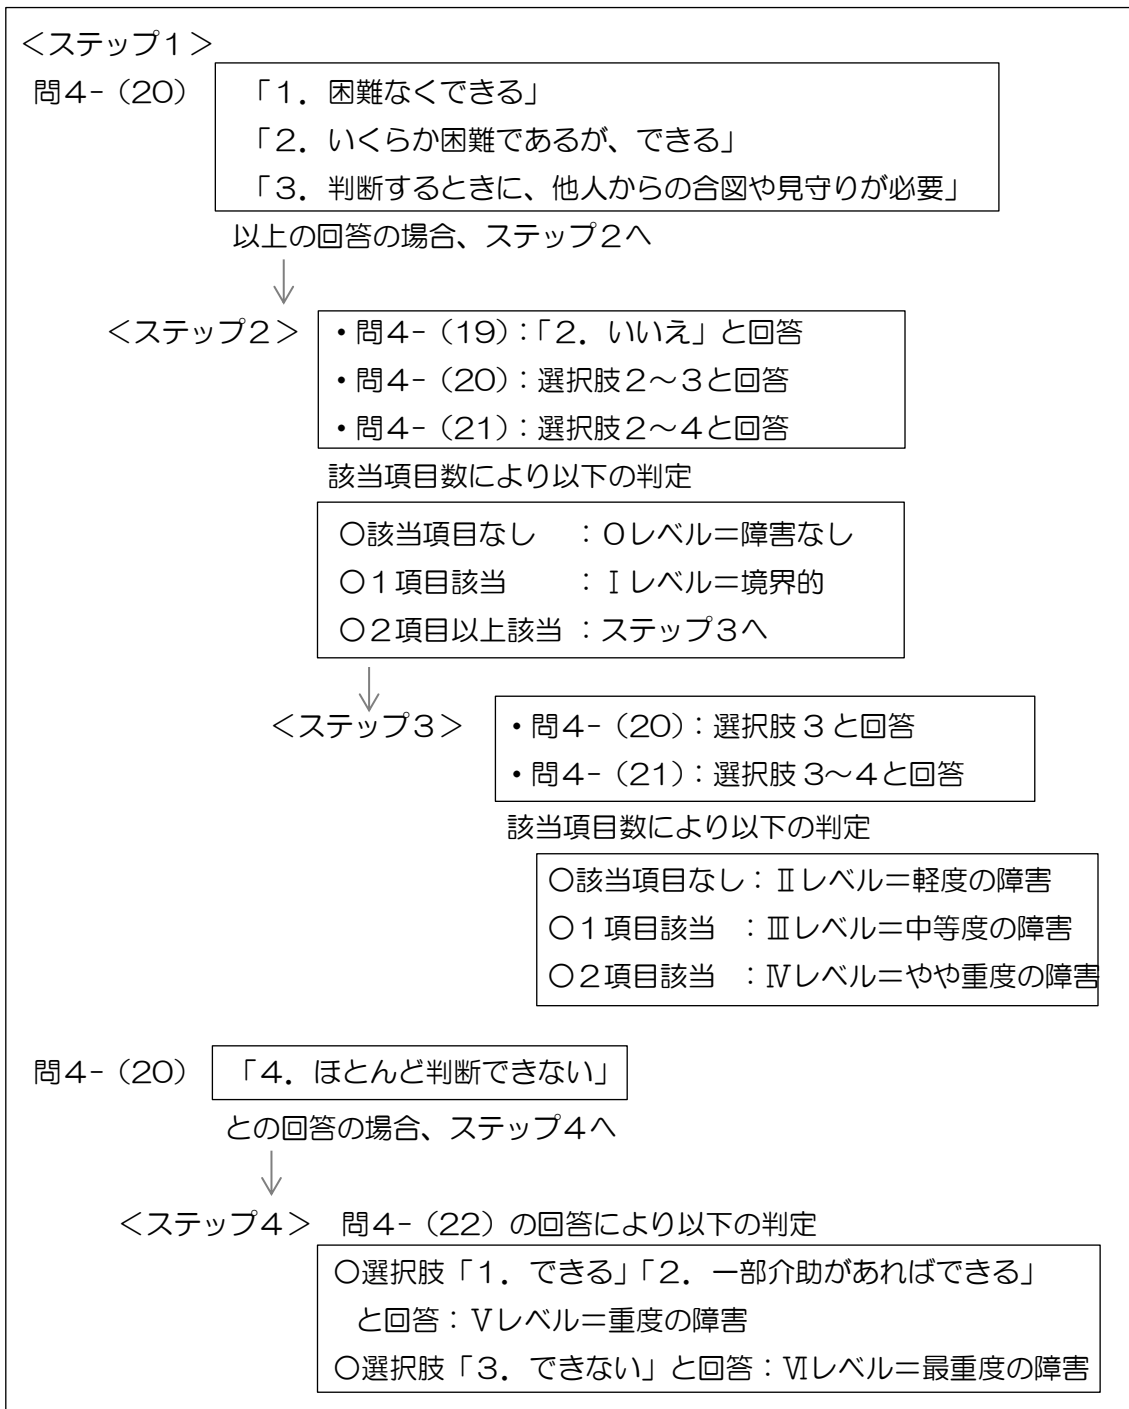 ＜ステップ１＞
問４-（２０）
「１．困難なくできる」
「２．いくらか困難であるが、できる」
「３．判断するときに、他人からの合図や見守りが必要」
以上の回答の場合、ステップ２へ
＜ステップ２＞
・問４-（１９）：「２．いいえ」と回答
・問４-（２０）：選択肢２～３と回答
・問４-（２１）：選択肢２～４と回答
該当項目数により以下の判定
○該当項目なし　：０レベル＝障害なし
○１項目該当　　：Ⅰレベル＝境界的
○２項目以上該当：ステップ３へ
＜ステップ３＞
・問４-（２０）：選択肢３と回答
・問４-（２１）：選択肢３～４と回答
該当項目数により以下の判定
○該当項目なし：Ⅱレベル＝軽度の障害
○１項目該当　：Ⅲレベル＝中等度の障害
○２項目該当　：Ⅳレベル＝やや重度の障害
問４-（２０）　「４．ほとんど判断できない」
との回答の場合、ステップ４へ
＜ステップ４＞　問４-（２２）の回答により以下の判定
○選択肢「１．できる」「２．一部介助があればできる」
と回答：Ⅴレベル＝重度の障害
○選択肢「３．できない」と回答：Ⅵレベル＝最重度の障害